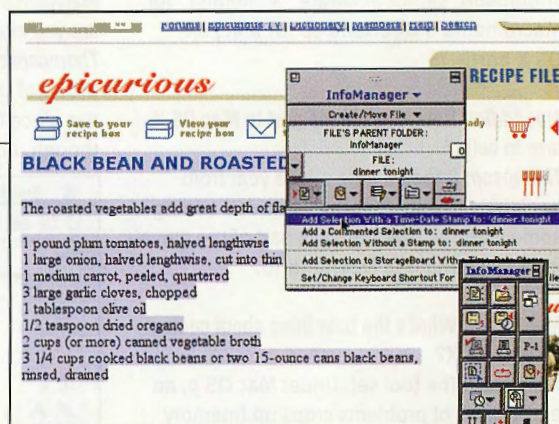 Forums | Epicurious TV | Dictionary | Members | Help | Search
epicurious
RECIPE FILE
Save to your recipe box
View your recipe box
InfoManager
Create/Move File
FILE'S PARENT FOLDER:
InfoManager
FILE:
dinner tonight
BLACK BEAN AND ROASTED
The roasted vegetables add great depth of fla
1 pound plum tomatoes, halved lengthwise
1 large onion, halved lengthwise, cut into thin
1 medium carrot, peeled, quartered
3 large garlic cloves, chopped
1 tablespoon olive oil
1/2 teaspoon dried oregano
2 cups (or more) canned vegetable broth
3 1/4 cups cooked black beans or two 15-ounce cans black beans,
rinsed, drained
Add Selection With a Time-Date Stamp to: dinner tonight
Add a Commented Selection to: dinner tonight
Add Selection Without a Stamp to: dinner tonight
Add Selection to StorageBoard With a Time-Date Stamp
Set/Change Keyboard Shortcut For
InfoManager
P-1